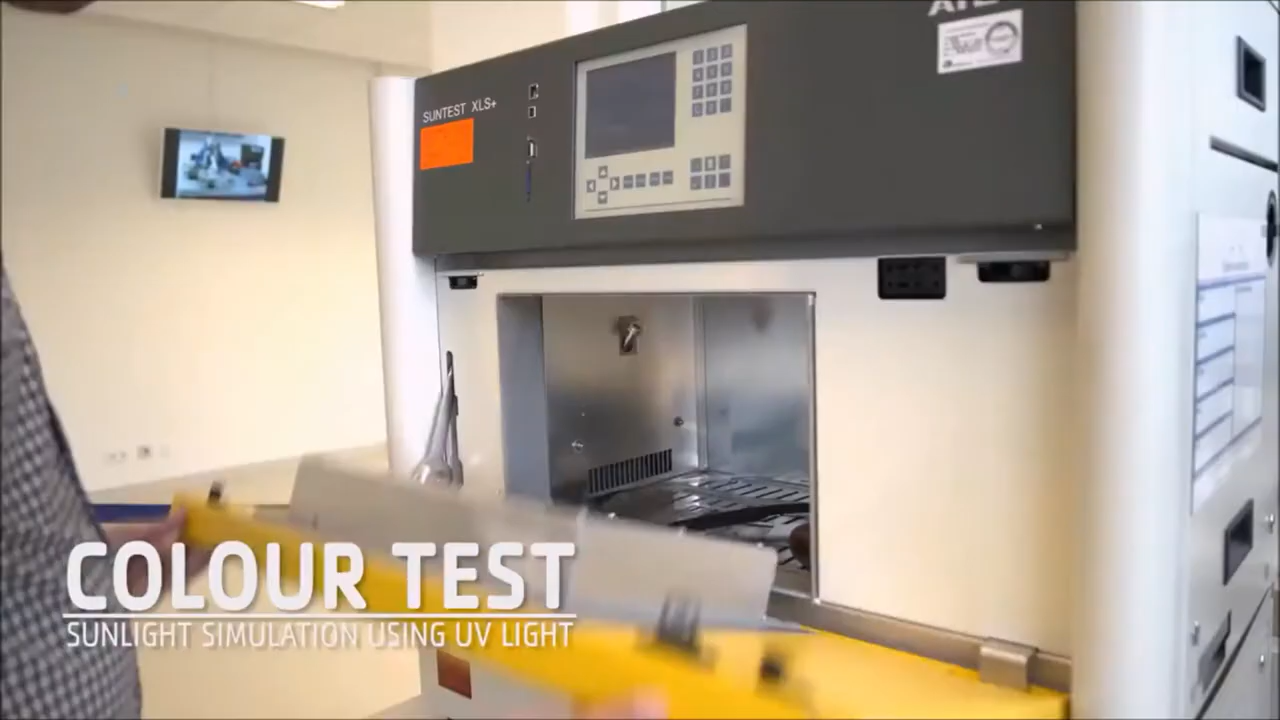 SUNTEST XLS+
COLOUR TEST
SUNLIGHT SIMULATION USING UV LIGHT